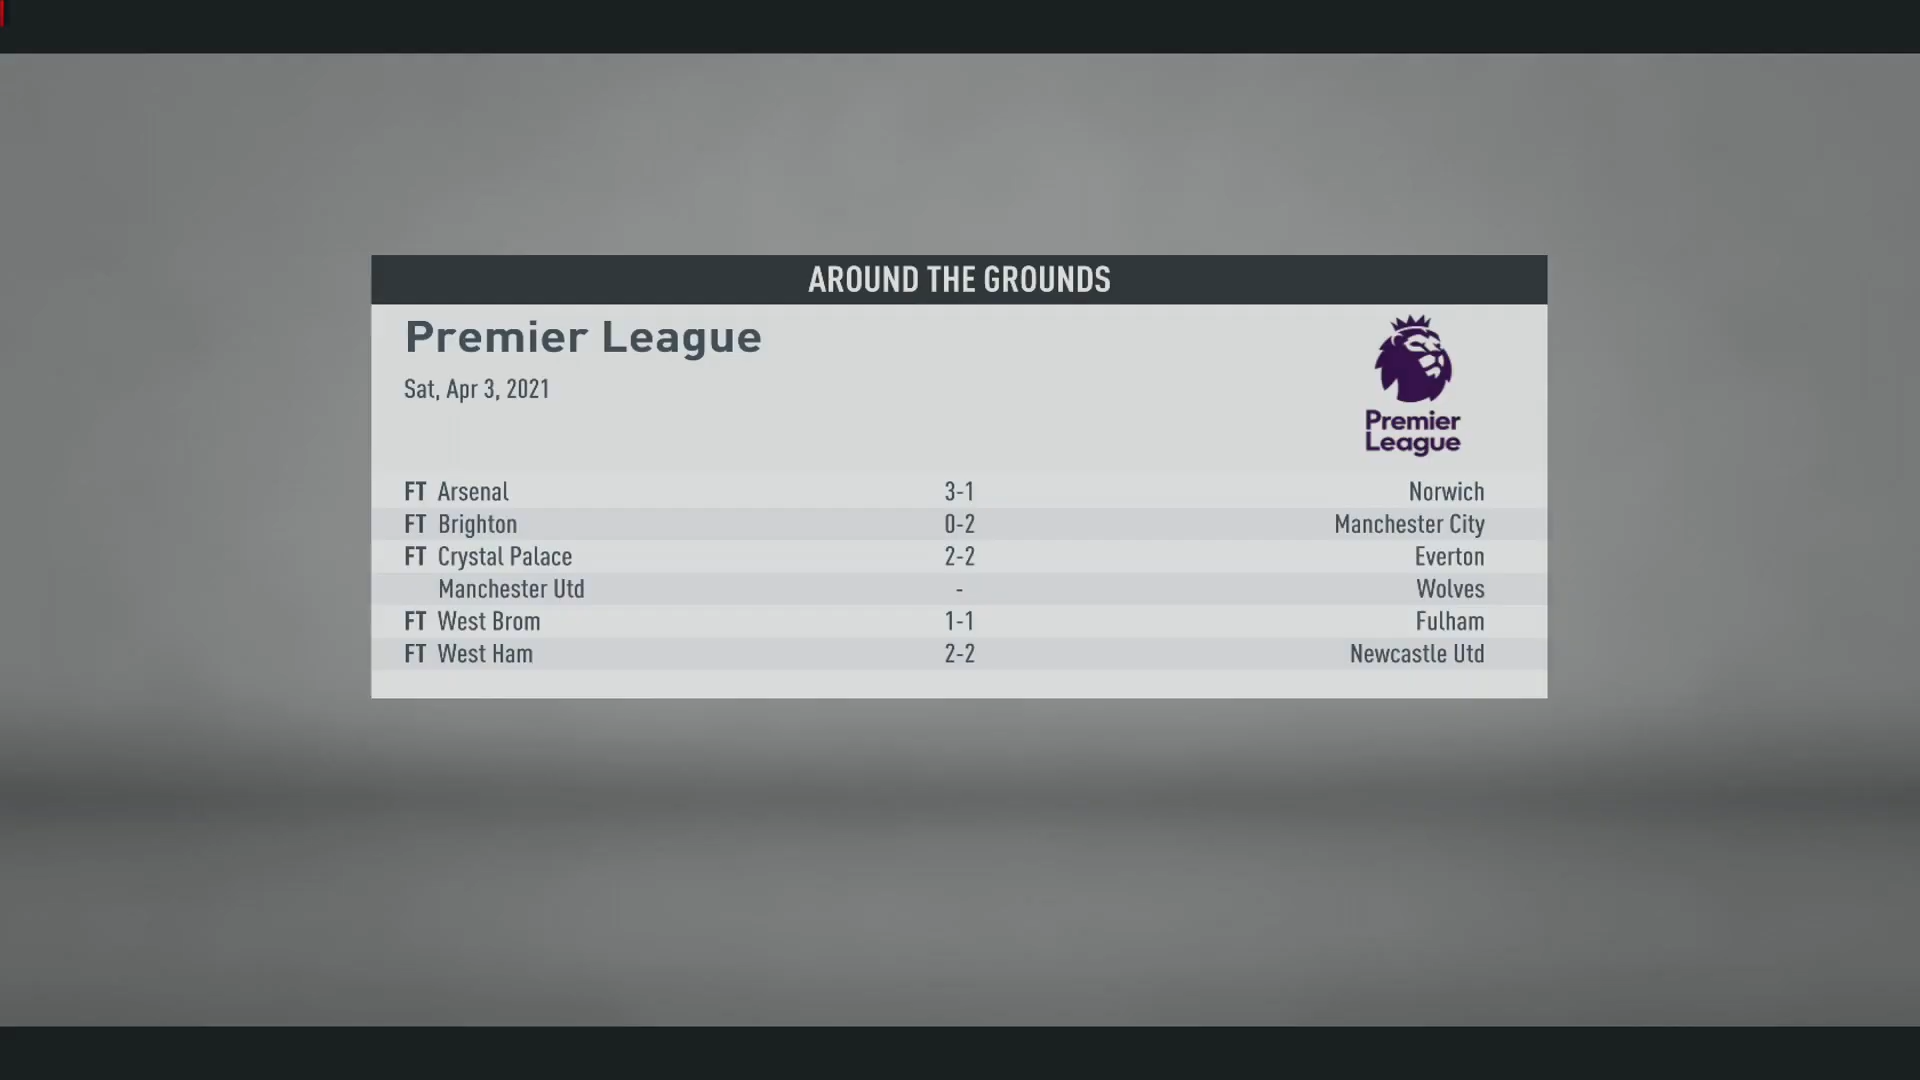 AROUND THE GROUNDS
Premier League
Sat, Apr 3, 2021
Premier
League
FT Arsenal 3-1 Norwich
FT Brighton 0-2 Manchester City
FT Crystal Palace 2-2 Everton
Manchester Utd - Wolves
FT West Brom 1-1 Fulham
FT West Ham 2-2 Newcastle Utd